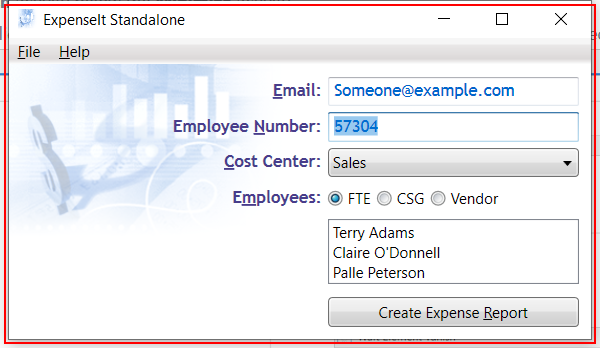 ExpenseIt Standalone
File Help
Email: Someone@example.com
Employee Number: 57304
Cost Center: Sales
Employees: FTE CSG Vendor
Terry Adams
Claire O'Donnell
Palle Peterson
Create Expense Report